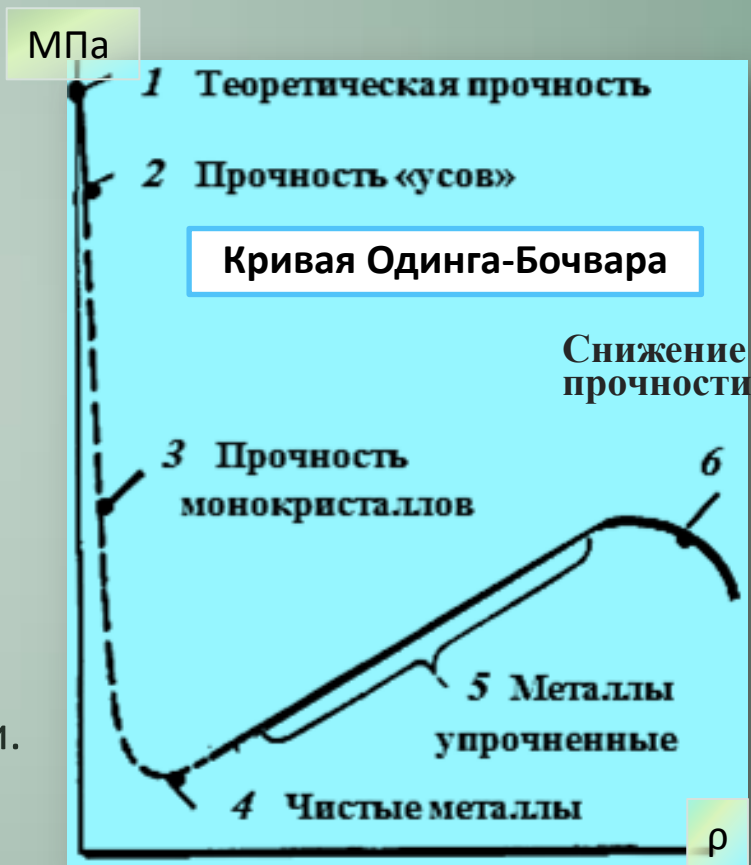 МПа
1 Теоретическая прочность
2 Прочность «усов»
Кривая Одинга-Бочвара
Снижение
прочности
3 Прочность
монокристаллов
6
5 Металлы
упрочненные
и.
4 Чистые металлы
ρ